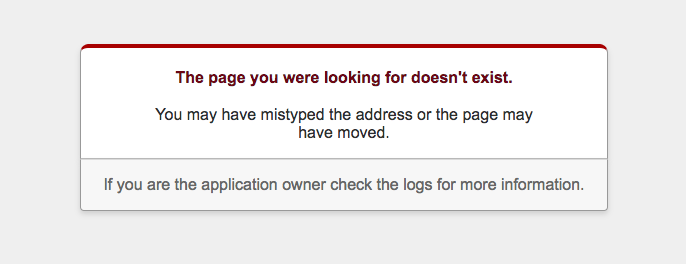 The page you were looking for doesn't exist.
You may have mistyped the address or the page may
have moved.
If you are the application owner check the logs for more information.